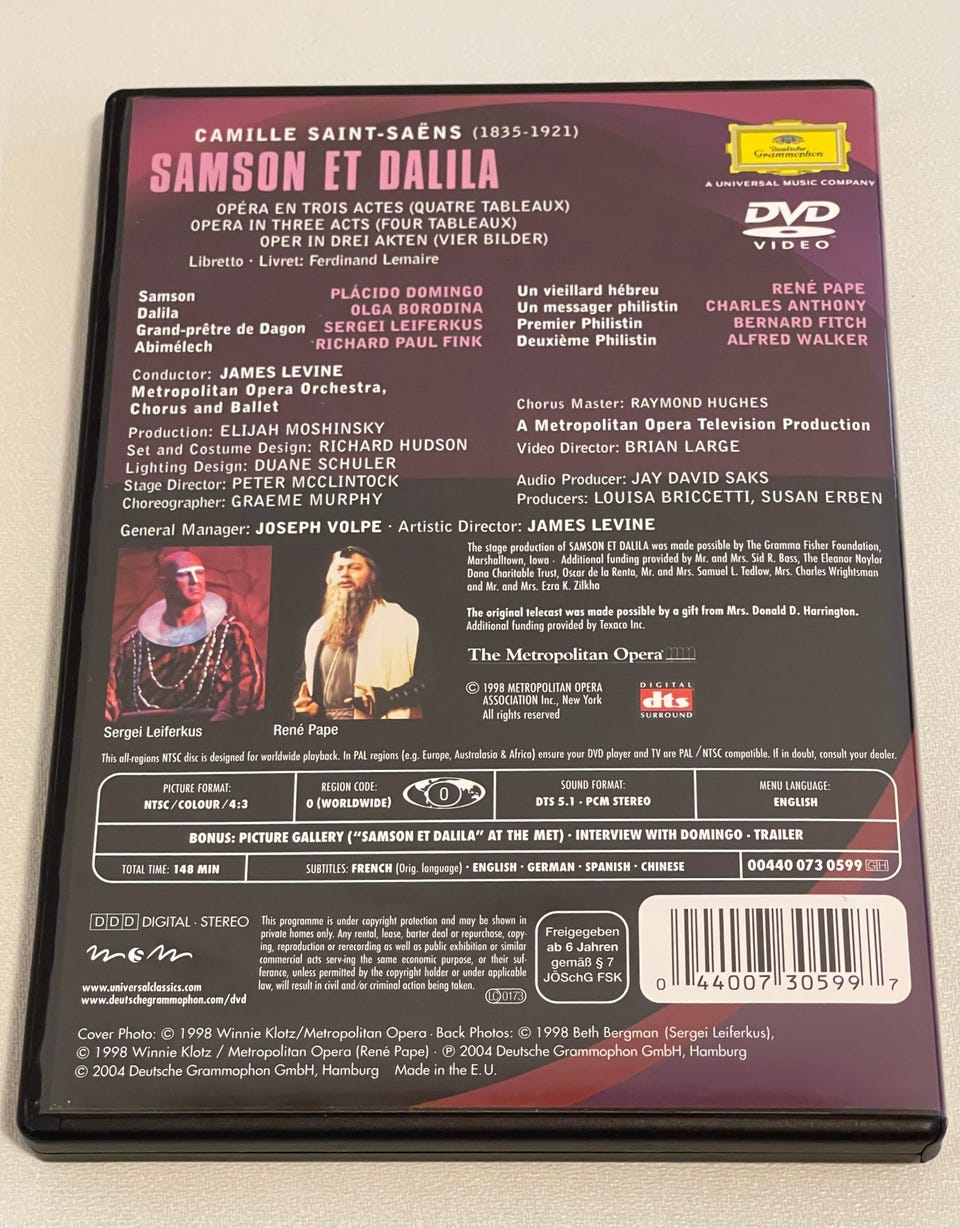 CAMILLE SAINT-SAËNS (1835-1921)
SAMSON ET DALILA
OPÉRA EN TROIS ACTES (QUATRE TABLEAUX)
OPERA IN THREE ACTS (FOUR TABLEAUX)
OPER IN DREI AKTEN (VIER BILDER)
Libretto · Livret: Ferdinand Lemaire
Deutsche
Grammophon
A UNIVERSAL MUSIC COMPANY
DVD
VIDEO
Samson PLÁCIDO DOMINGO
Dalila OLGA BORODINA
Grand-prêtre de Dagon SERGEI LEIFERKUS
Abimélech RICHARD PAUL FINK
Un vieillard hébreu RENÉ PAPE
Un messager philistin CHARLES ANTHONY
Premier Philistin BERNARD FITCH
Deuxième Philistin ALFRED WALKER
Conductor: JAMES LEVINE
Metropolitan Opera Orchestra,
Chorus and Ballet
Production: ELIJAH MOSHINSKY
Set and Costume Design: RICHARD HUDSON
Lighting Design: DUANE SCHULER
Stage Director: PETER MCCLINTOCK
Choreographer: GRAEME MURPHY
Chorus Master: RAYMOND HUGHES
A Metropolitan Opera Television Production
Video Director: BRIAN LARGE
Audio Producer: JAY DAVID SAKS
Producers: LOUISA BRICCETTI, SUSAN ERBEN
General Manager: JOSEPH VOLPE · Artistic Director: JAMES LEVINE
Sergei Leiferkus
René Pape
The stage production of SAMSON ET DALILA was made possible by The Gramma Fisher Foundation,
Marshalltown, Iowa · Additional funding provided by Mr. and Mrs. Sid R. Bass, The Eleanor Naylor
Dana Charitable Trust, Oscar de la Renta, Mr. and Mrs. Samuel L. Tedlow, Mrs. Charles Wrightsman
and Mr. and Mrs. Ezra K. Zilkha
The original telecast was made possible by a gift from Mrs. Donald D. Harrington.
Additional funding provided by Texaco Inc.
The Metropolitan Opera
© 1998 METROPOLITAN OPERA
ASSOCIATION Inc., New York
All rights reserved
DIGITAL
dts
SURROUND
This all-regions NTSC disc is designed for worldwide playback. In PAL regions (e.g. Europe, Australasia & Africa) ensure your DVD player and TV are PAL/NTSC compatible. If in doubt, consult your dealer.
PICTURE FORMAT:
NTSC/COLOUR/4:3
REGION CODE:
0 (WORLDWIDE)
0
SOUND FORMAT:
DTS 5.1 · PCM STEREO
MENU LANGUAGE:
ENGLISH
BONUS: PICTURE GALLERY ("SAMSON ET DALILA" AT THE MET) · INTERVIEW WITH DOMINGO · TRAILER
TOTAL TIME: 148 MIN
SUBTITLES: FRENCH (Orig. language) · ENGLISH · GERMAN · SPANISH · CHINESE
00440 073 0599 GH
DDD DIGITAL · STEREO
www.universalclassics.com
www.deutschegrammophon.com/dvd
This programme is under copyright protection and may be shown in
private homes only. Any rental, lease, barter deal or repurchase, copy-
ing, reproduction or rerecording as well as public exhibition or similar
commercial acts serv-ing the same economic purpose, or their suf-
ferance, unless permitted by the copyright holder or under applicable
law, will result in civil and/or criminal action being taken.
LC 0173
Freigegeben
ab 6 Jahren
gemäß § 7
JÖSchG FSK
0 44007 30599 7
Cover Photo: © 1998 Winnie Klotz/Metropolitan Opera · Back Photos: © 1998 Beth Bergman (Sergei Leiferkus),
© 1998 Winnie Klotz / Metropolitan Opera (René Pape) · ℗ 2004 Deutsche Grammophon GmbH, Hamburg
© 2004 Deutsche Grammophon GmbH, Hamburg Made in the E.U.